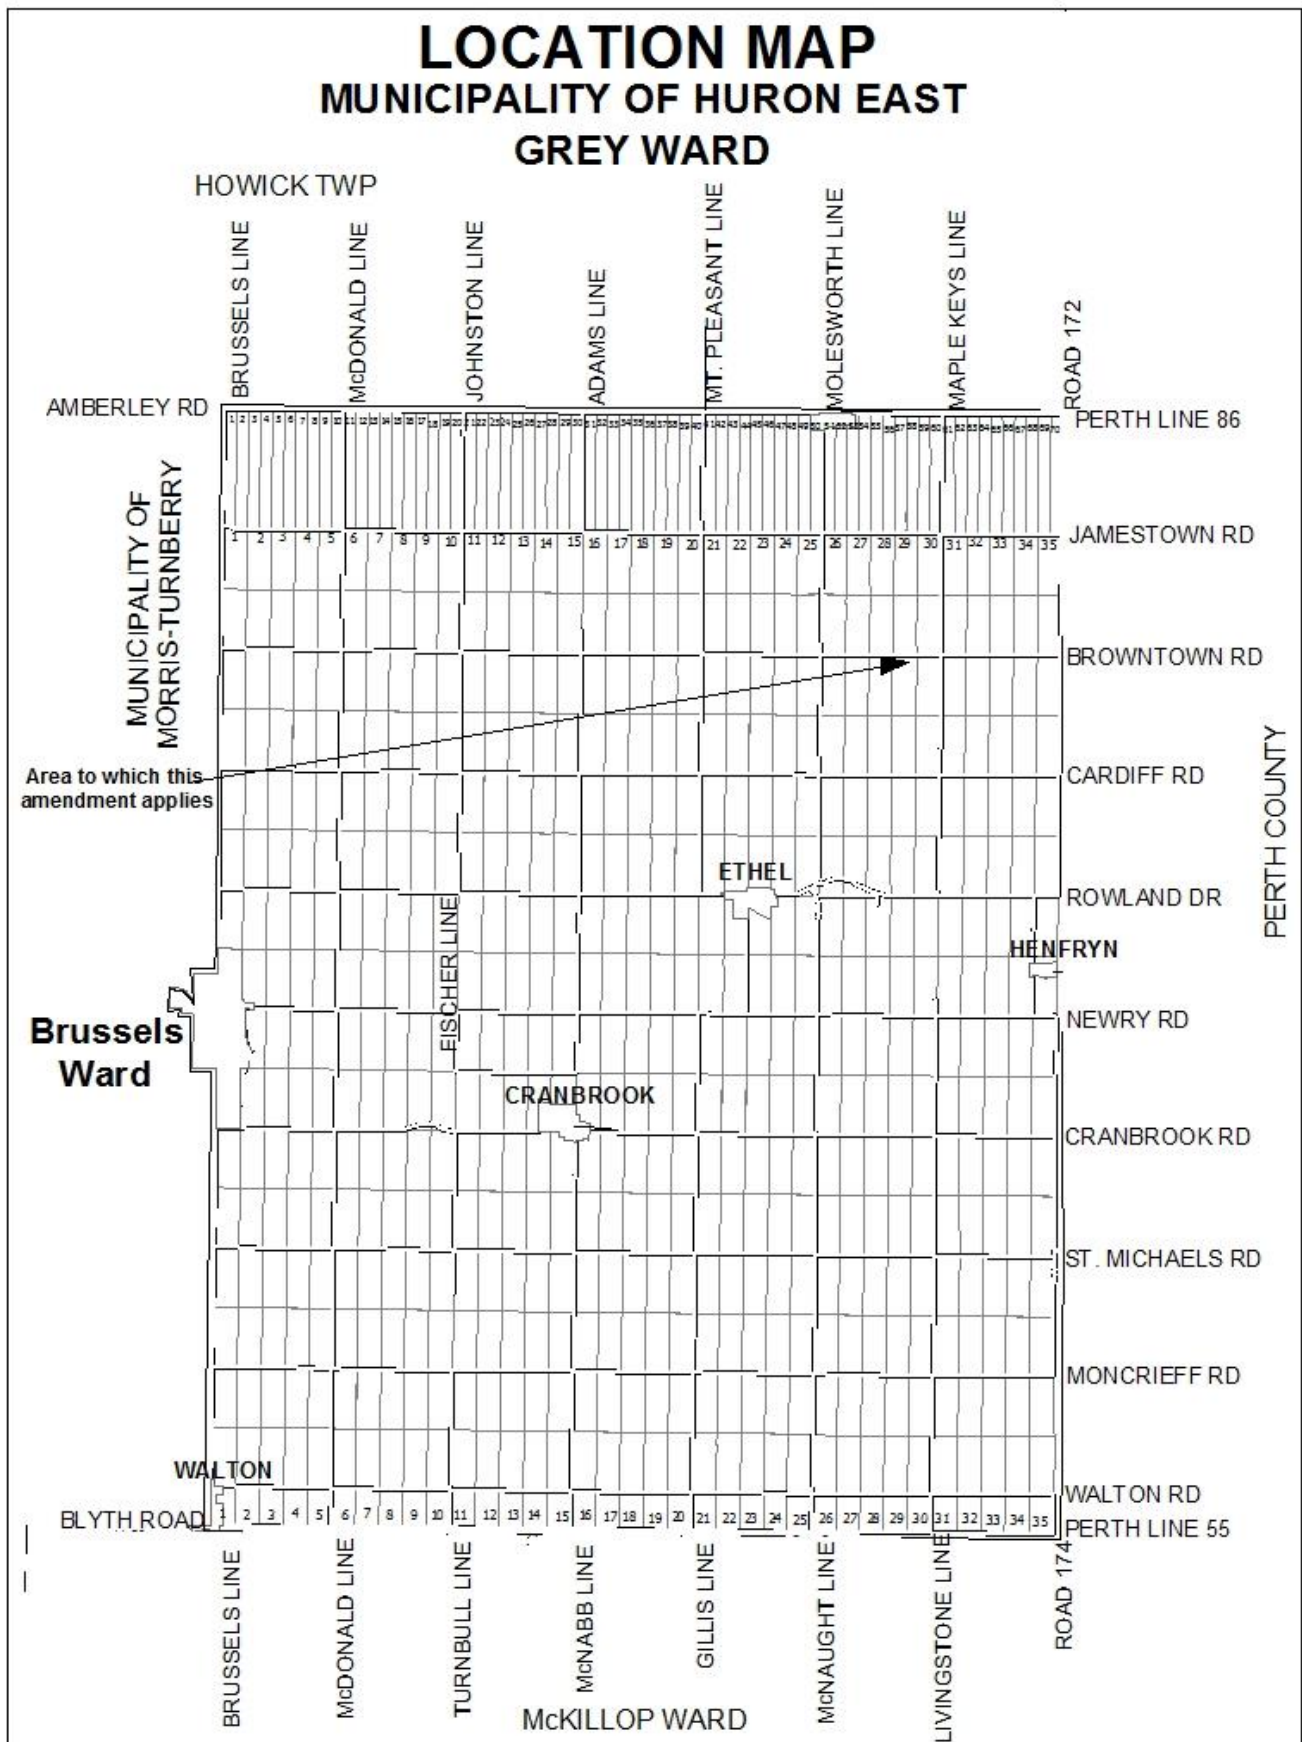 LOCATION MAP
MUNICIPALITY OF HURON EAST
GREY WARD
HOWICK TWP
BRUSSELS LINE
McDONALD LINE
JOHNSTON LINE
ADAMS LINE
MT. PLEASANT LINE
MOLESWORTH LINE
MAPLE KEYS LINE
ROAD 172
AMBERLEY RD
PERTH LINE 86
MUNICIPALITY OF
MORRIS-TURNBERRY
JAMESTOWN RD
1 2 3 4 5 6 7 8 9 10 11 12 13 14 15 16 17 18 19 20 21 22 23 24 25 26 27 28 29 30 31 32 33 34 35
BROWNTOWN RD
Area to which this
amendment applies
CARDIFF RD
PERTH COUNTY
ETHEL
ROWLAND DR
FISCHER LINE
HENFRYN
Brussels
Ward
NEWRY RD
CRANBROOK
CRANBROOK RD
ST. MICHAELS RD
MONCRIEFF RD
WALTON
WALTON RD
BLYTH ROAD
1 2 3 4 5 6 7 8 9 10 11 12 13 14 15 16 17 18 19 20 21 22 23 24 25 26 27 28 29 30 31 32 33 34 35
PERTH LINE 55
BRUSSELS LINE
McDONALD LINE
TURNBULL LINE
McNABB LINE
GILLIS LINE
McNAUGHT LINE
LIVINGSTONE LINE
ROAD 174
McKILLOP WARD